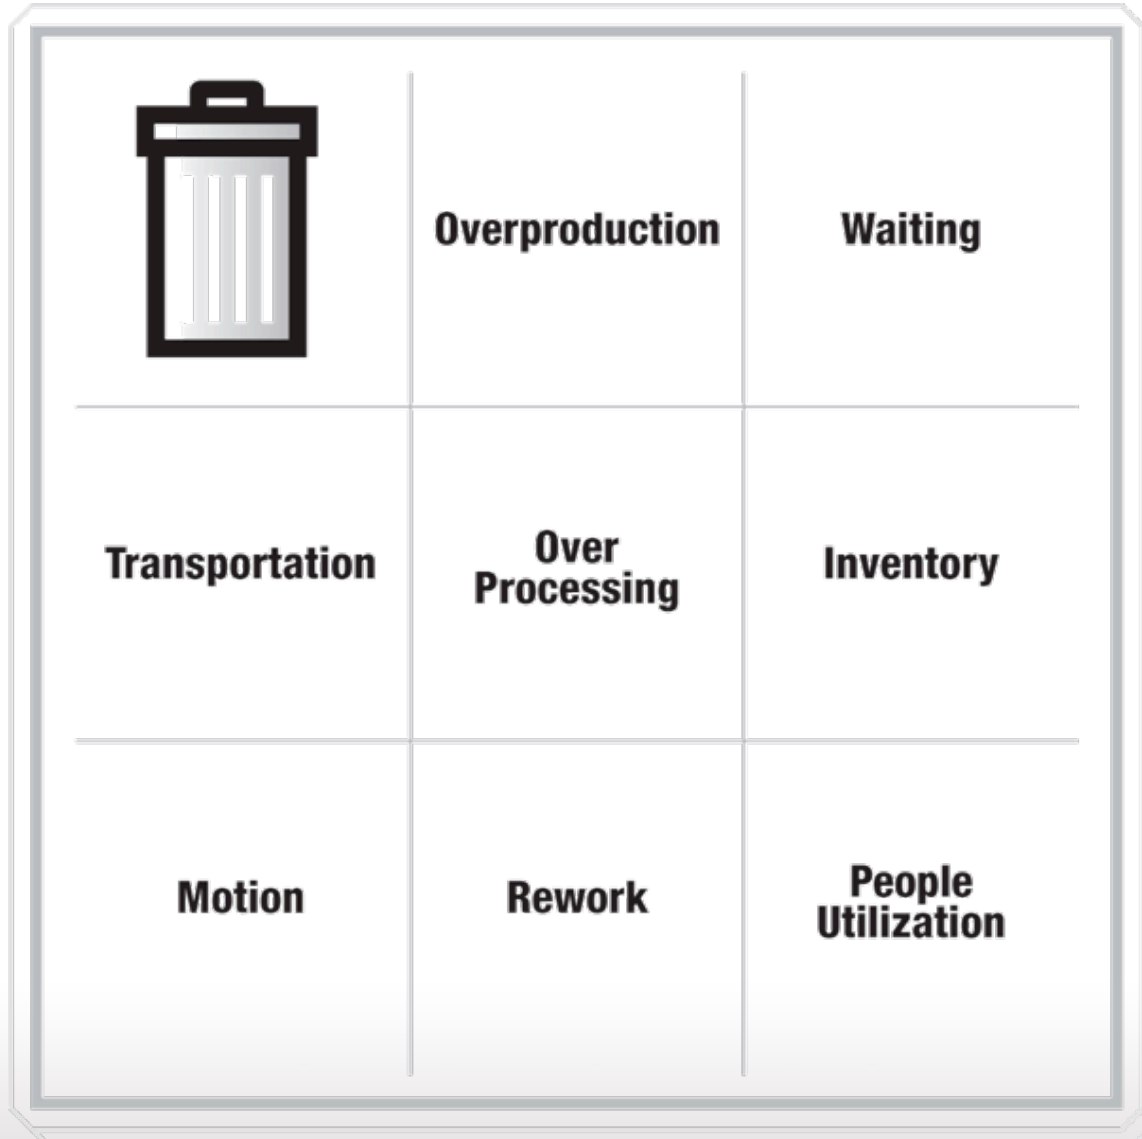 Overproduction
Waiting
Transportation
Over
Processing
Inventory
Motion
Rework
People
Utilization